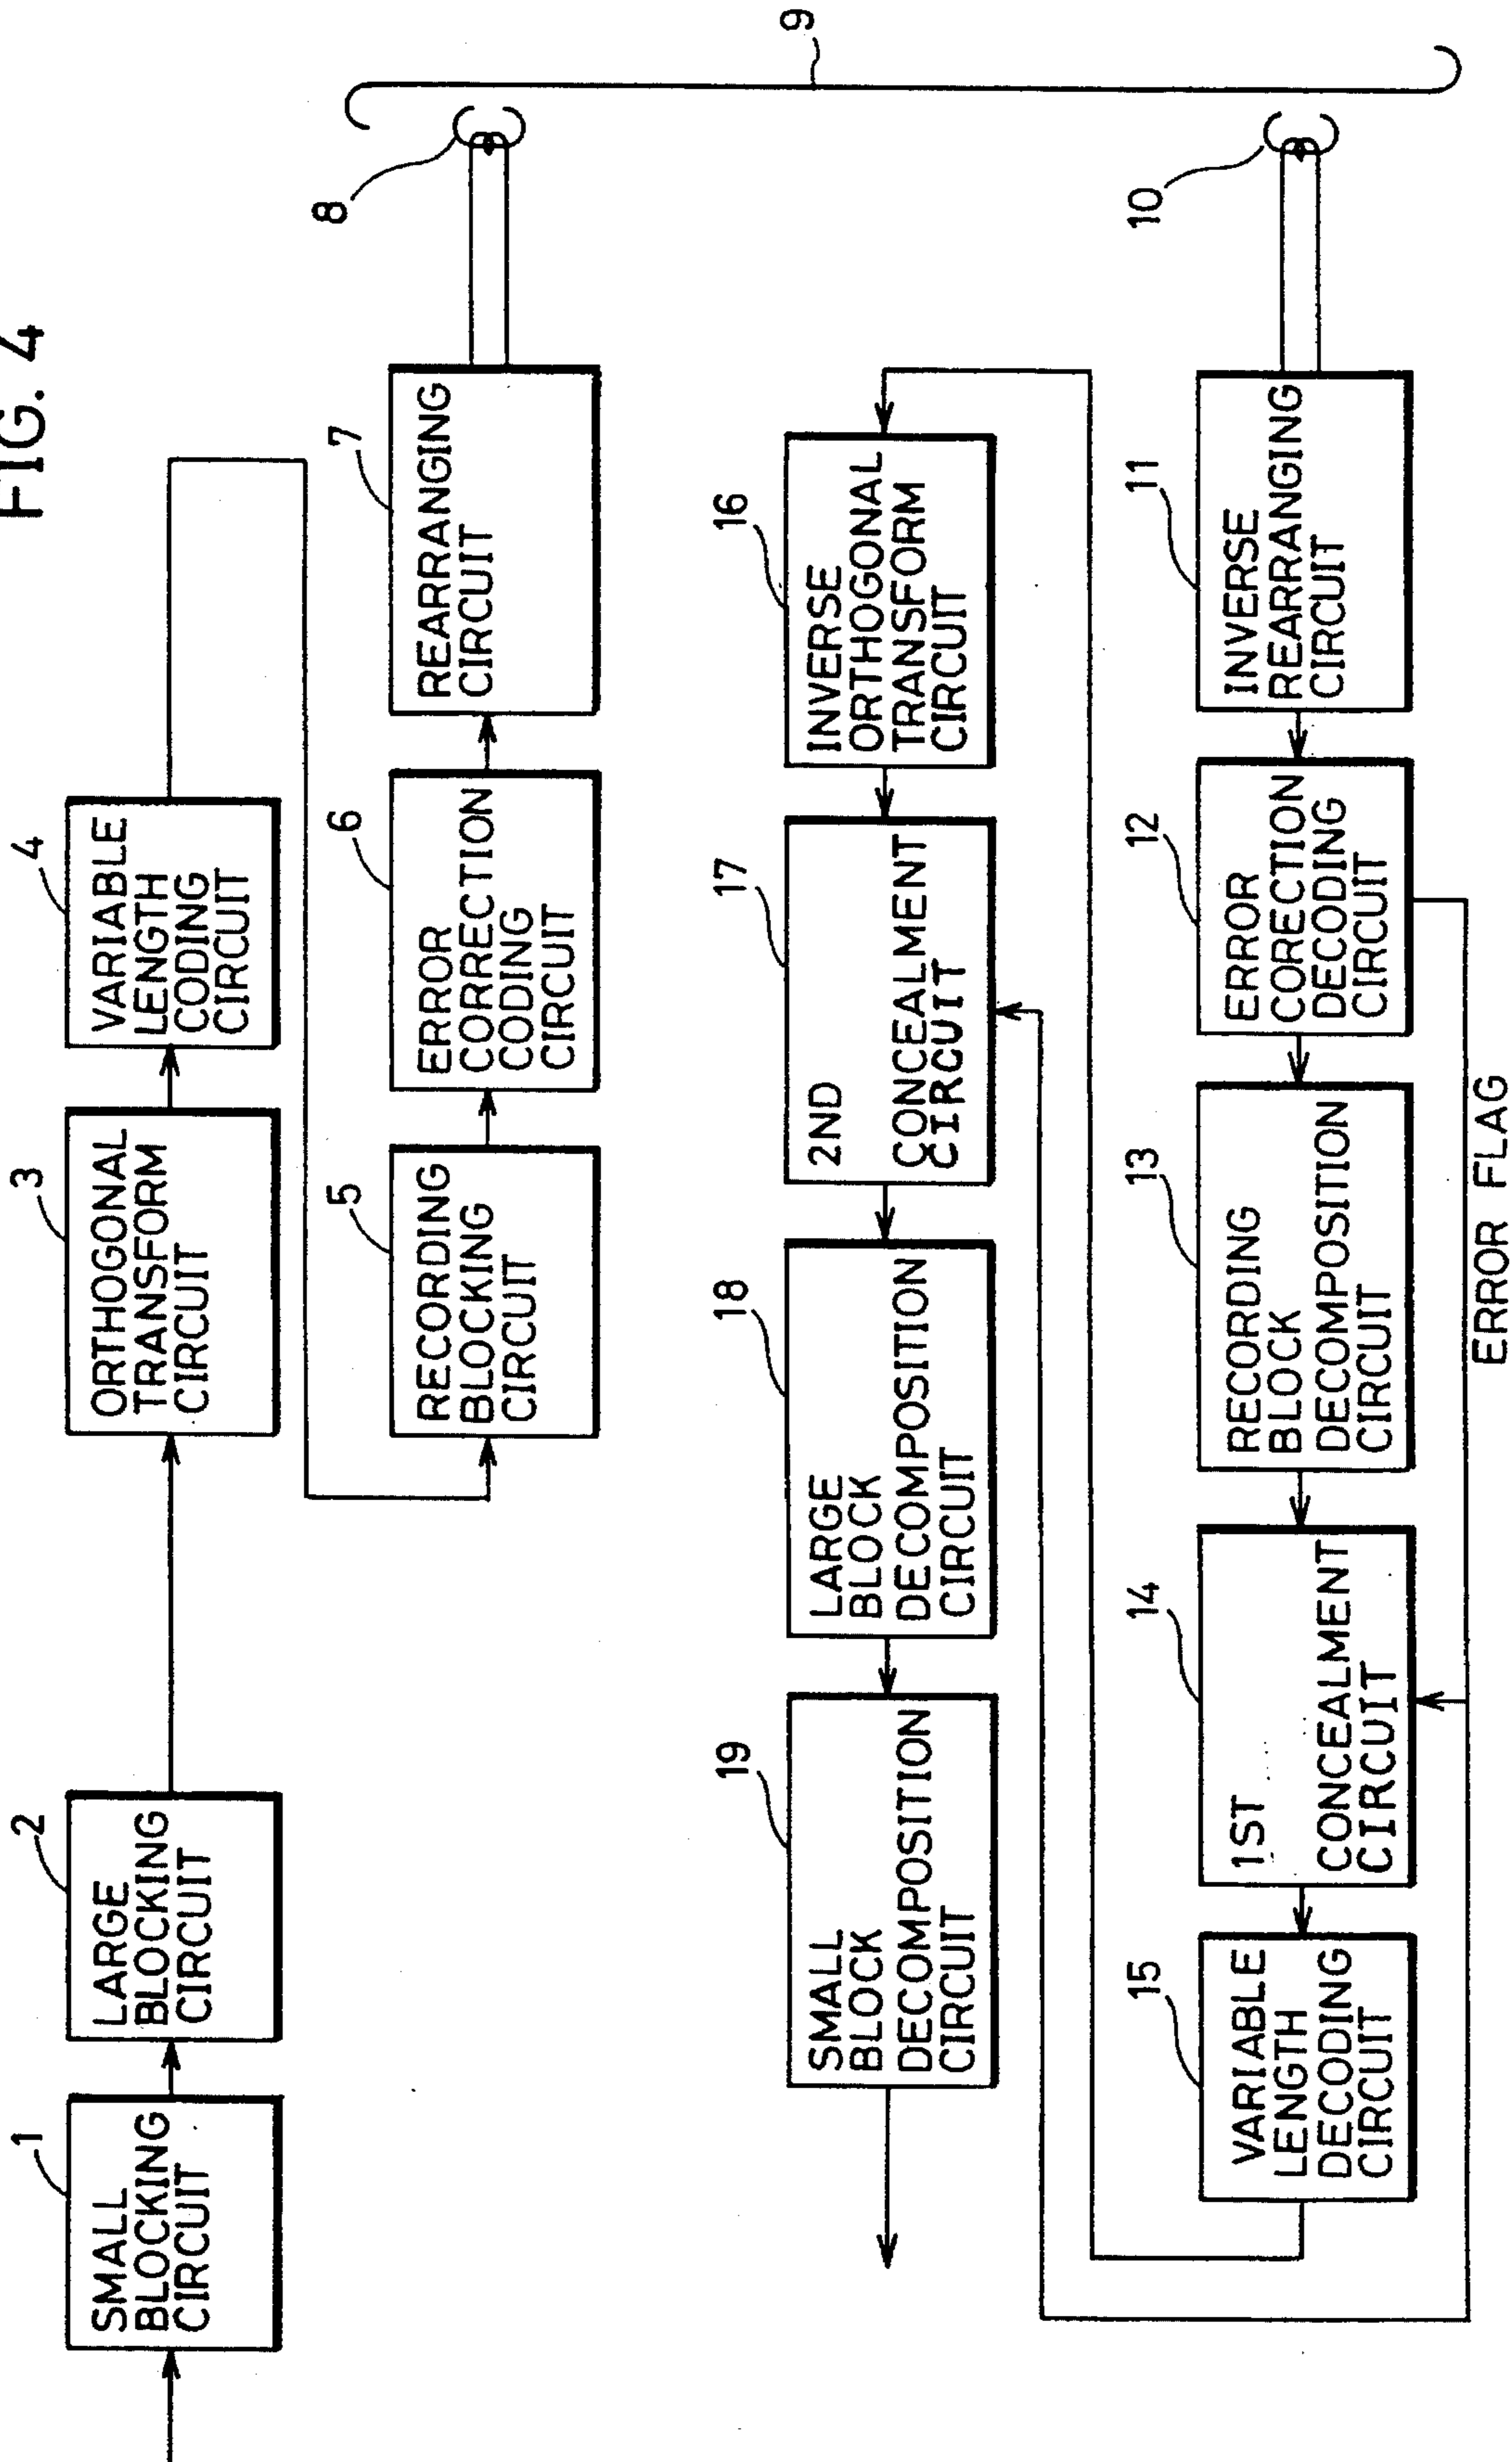 FIG. 4
1
SMALL
BLOCKING
CIRCUIT
2
LARGE
BLOCKING
CIRCUIT
3
ORTHOGONAL
TRANSFORM
CIRCUIT
4
VARIABLE
LENGTH
CODING
CIRCUIT
5
RECORDING
BLOCKING
CIRCUIT
6
ERROR
CORRECTION
CODING
CIRCUIT
7
REARRANGING
CIRCUIT
8
9
19
SMALL
BLOCK
DECOMPOSITION
CIRCUIT
18
LARGE
BLOCK
DECOMPOSITION
CIRCUIT
17
2ND
CONCEALMENT
CIRCUIT
16
INVERSE
ORTHOGONAL
TRANSFORM
CIRCUIT
15
VARIABLE
LENGTH
DECODING
CIRCUIT
14
1ST
CONCEALMENT
CIRCUIT
13
RECORDING
BLOCK
DECOMPOSITION
CIRCUIT
12
ERROR
CORRECTION
DECODING
CIRCUIT
11
INVERSE
REARRANGING
CIRCUIT
10
ERROR FLAG